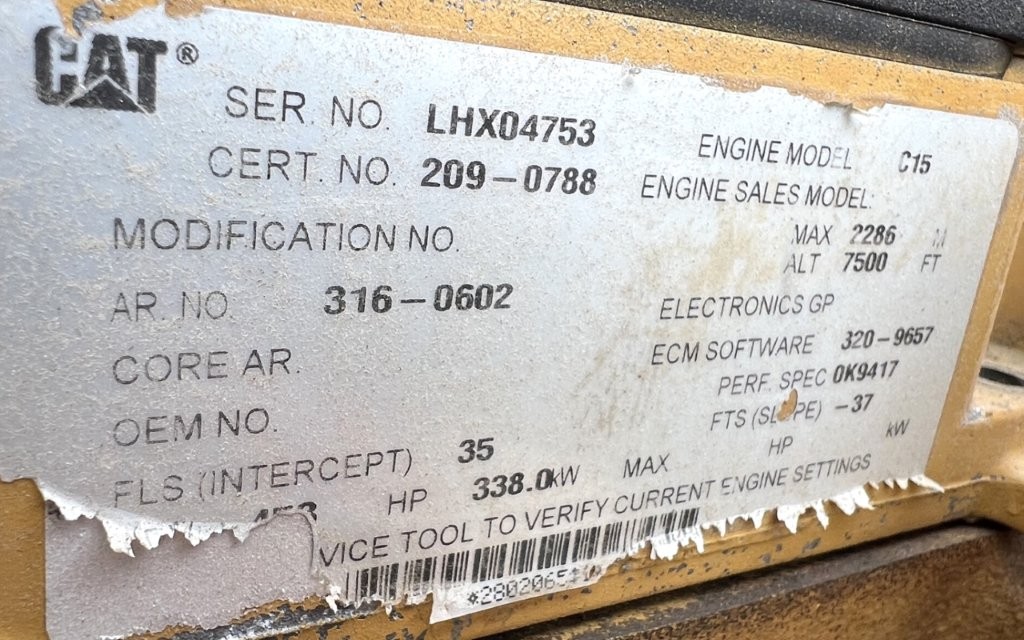 CAT®
SER. NO. LHX04753
CERT. NO. 209-0788
MODIFICATION NO.
AR. NO. 316-0602
CORE AR.
OEM NO.
FLS (INTERCEPT) 35
HP 338.0kW MAX HP kW
TOOL TO VERIFY CURRENT ENGINE SETTINGS
ENGINE MODEL C15
ENGINE SALES MODEL:
MAX 2286 M
ALT 7500 FT
ELECTRONICS GP
ECM SOFTWARE 320-9657
PERF. SPEC 0K9417
FTS -37